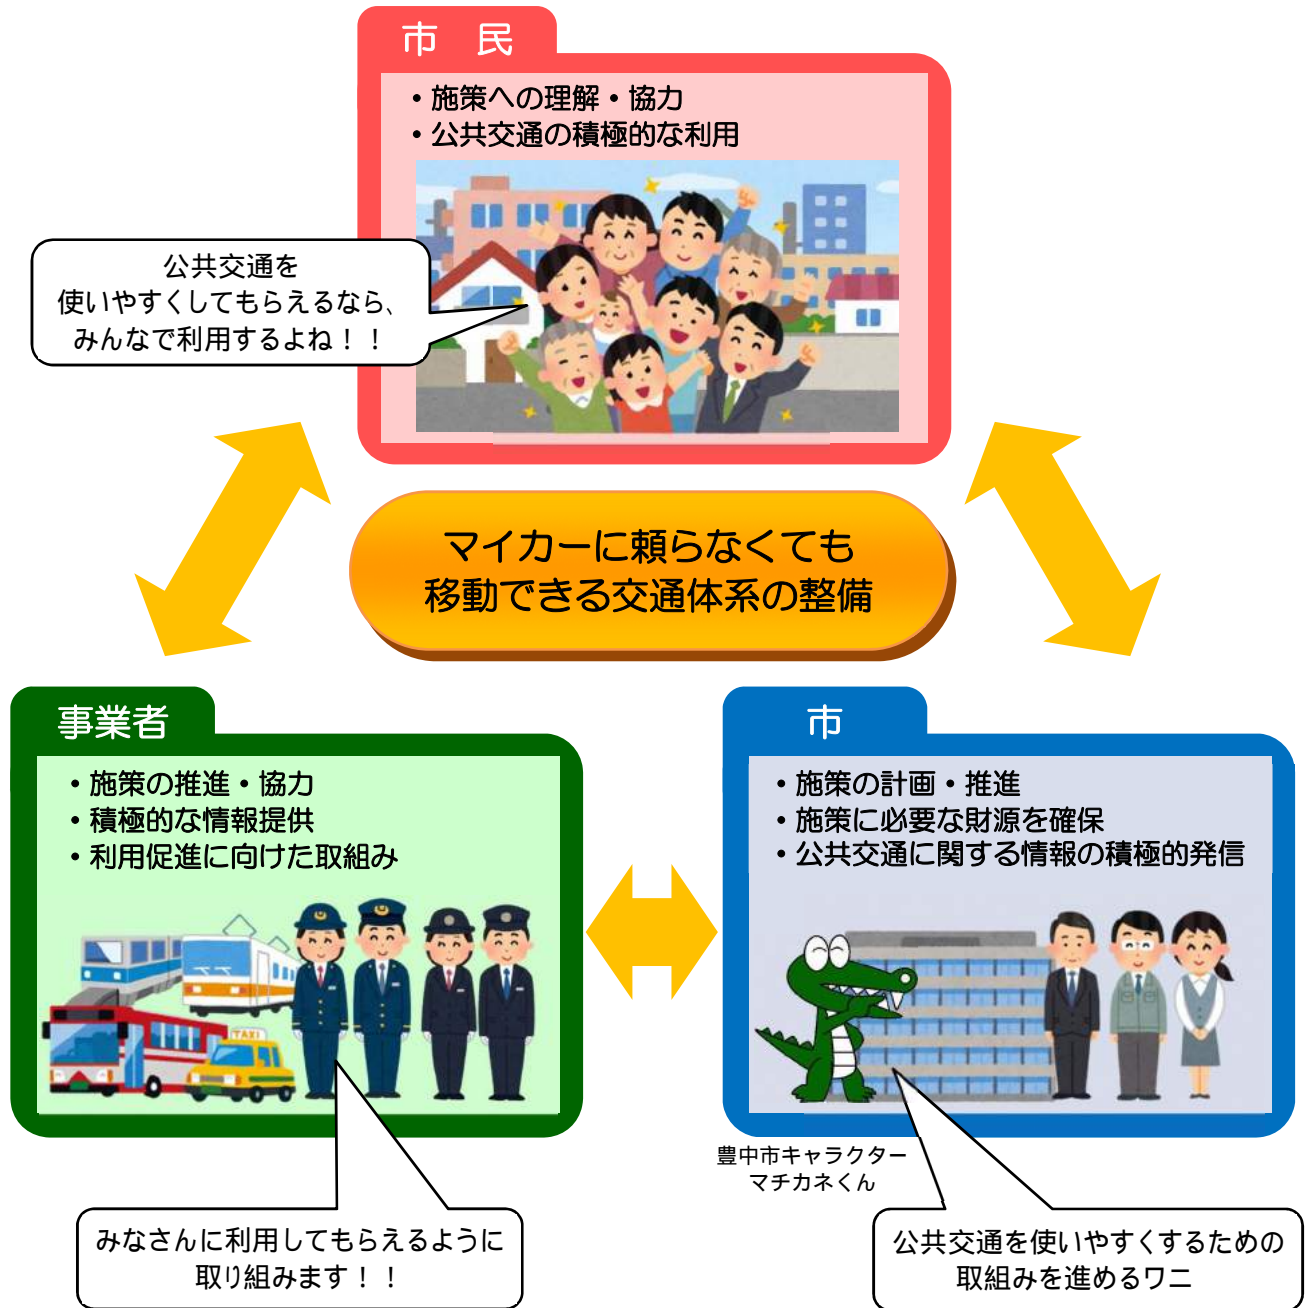 市　民
・施策への理解・協力
・公共交通の積極的な利用
公共交通を
使いやすくしてもらえるなら、
みんなで利用するよね！！
マイカーに頼らなくても
移動できる交通体系の整備
事業者
・施策の推進・協力
・積極的な情報提供
・利用促進に向けた取組み
TAXI
みなさんに利用してもらえるように
取り組みます！！
市
・施策の計画・推進
・施策に必要な財源を確保
・公共交通に関する情報の積極的発信
豊中市キャラクター
マチカネくん
公共交通を使いやすくするための
取組みを進めるワニ